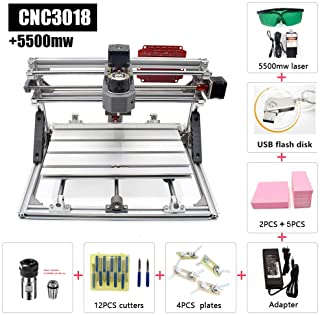 CNC3018
+5500mw
5500mw laser
USB flash disk
2PCS + 5PCS
12PCS cutters
4PCS plates
Adapter